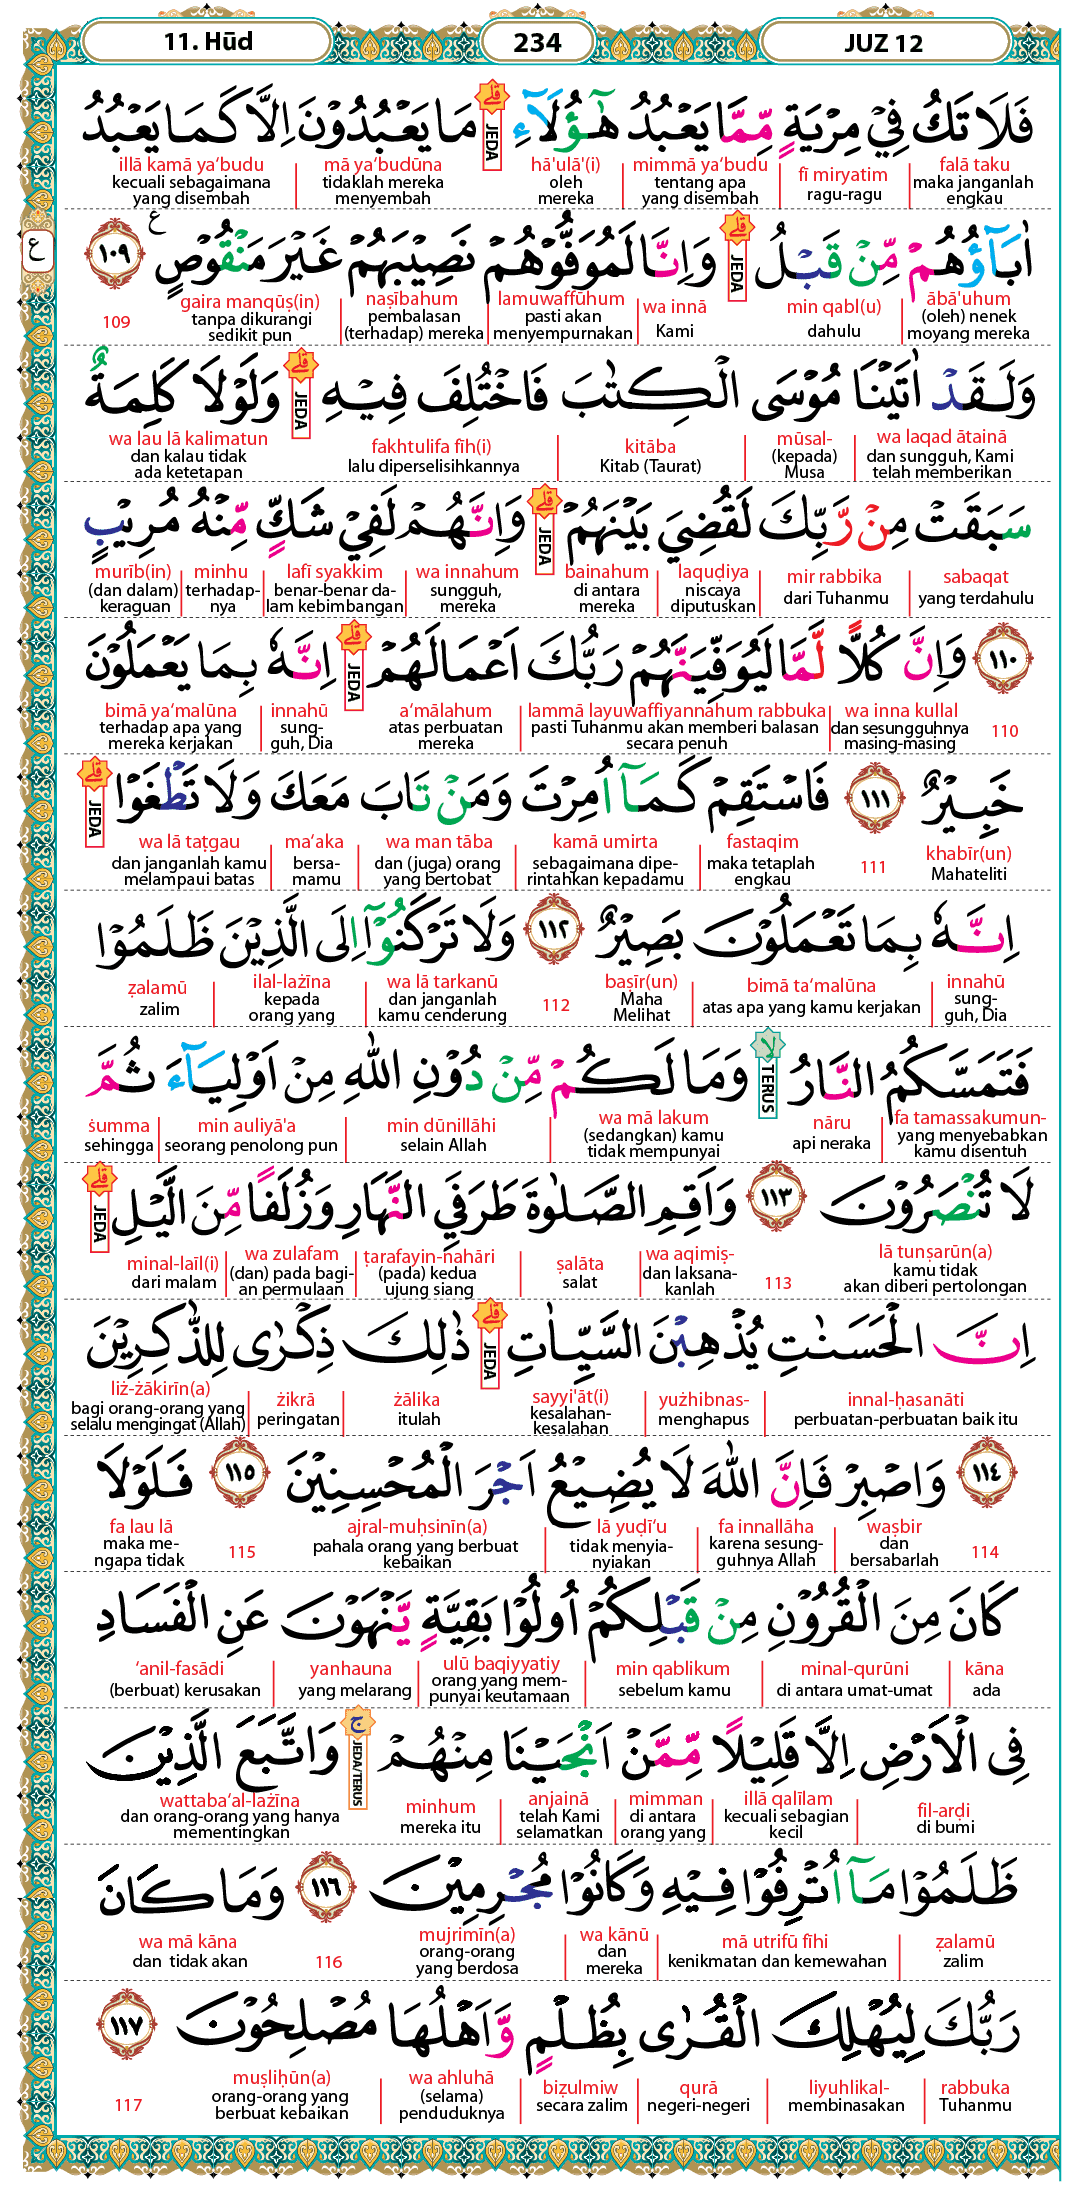 11. Hūd 234 JUZ 12
فَلَا تَكُ فِيْ مِرْيَةٍ مِّمَّا يَعْبُدُ هٰٓؤُلَاۤءِ ۗ مَا يَعْبُدُوْنَ اِلَّا كَمَا يَعْبُدُ
JEDA
falā taku fī miryatim mimmā ya‘budu hā'ulā'(i) mā ya‘budūna illā kamā ya‘budu
maka janganlah engkau ragu-ragu tentang apa yang disembah oleh mereka tidaklah mereka menyembah kecuali sebagaimana yang disembah
ع
اٰبَاۤؤُهُمْ مِّنْ قَبْلُ ۗ وَاِنَّا لَمُوَفُّوْهُمْ نَصِيْبَهُمْ غَيْرَ مَنْقُوْصٍ ࣖ ١٠٩
JEDA
ābā'uhum min qabl(u) wa innā lamuwaffūhum naṣībahum gaira manqūṣ(in) 109
(oleh) nenek moyang mereka dahulu Kami pasti akan menyempurnakan pembalasan (terhadap) mereka tanpa dikurangi sedikit pun
وَلَقَدْ اٰتَيْنَا مُوْسَى الْكِتٰبَ فَاخْتُلِفَ فِيْهِ ۗ وَلَوْلَا كَلِمَةٌ
JEDA
wa laqad ātainā mūsal- kitāba fakhtulifa fīh(i) wa lau lā kalimatun
dan sungguh, Kami telah memberikan (kepada) Musa Kitab (Taurat) lalu diperselisihkannya dan kalau tidak ada ketetapan
سَبَقَتْ مِنْ رَّبِّكَ لَقُضِيَ بَيْنَهُمْ ۗ وَاِنَّهُمْ لَفِيْ شَكٍّ مِّنْهُ مُرِيْبٍ
JEDA
sabaqat mir rabbika laquḍiya bainahum wa innahum lafī syakkim minhu murīb(in)
yang terdahulu dari Tuhanmu niscaya diputuskan di antara mereka sungguh, mereka benar-benar dalam kebimbangan terhadap-nya (dan dalam) keraguan
١١٠ وَاِنَّ كُلًّا لَّمَّا لَيُوَفِّيَنَّهُمْ رَبُّكَ اَعْمَالَهُمْ ۗ اِنَّهٗ بِمَا يَعْمَلُوْنَ
JEDA
110 wa inna kullal lammā layuwaffiyannahum rabbuka a‘mālahum innahū bimā ya‘malūna
dan sesungguhnya masing-masing pasti Tuhanmu akan memberi balasan secara penuh atas perbuatan mereka sung-guh, Dia terhadap apa yang mereka kerjakan
خَبِيْرٌ ١١١ فَاسْتَقِمْ كَمَآ اُمِرْتَ وَمَنْ تَابَ مَعَكَ وَلَا تَطْغَوْا ۗ
JEDA
khabīr(un) 111 fastaqim kamā umirta wa man tāba ma‘aka wa lā taṭgau
Mahateliti maka tetaplah engkau sebagaimana dipe-rintahkan kepadamu dan (juga) orang yang bertobat bersa-mamu dan janganlah kamu melampaui batas
اِنَّهٗ بِمَا تَعْمَلُوْنَ بَصِيْرٌ ١١٢ وَلَا تَرْكَنُوْٓا اِلَى الَّذِيْنَ ظَلَمُوْا
innahū bimā ta‘malūna baṣīr(un) 112 wa lā tarkanū ilal-lażīna ẓalamū
sung-guh, Dia atas apa yang kamu kerjakan Maha Melihat dan janganlah kamu cenderung kepada orang yang zalim
فَتَمَسَّكُمُ النَّارُ ۙ وَمَا لَكُمْ مِّنْ دُوْنِ اللّٰهِ مِنْ اَوْلِيَاۤءَ ثُمَّ
TERUS
fa tamassakumun- nāru wa mā lakum min dūnillāhi min auliyā'a ṡumma
yang menyebabkan kamu disentuh api neraka (sedangkan) kamu tidak mempunyai selain Allah seorang penolong pun sehingga
لَا تُنْصَرُوْنَ ١١٣ وَاَقِمِ الصَّلٰوةَ طَرَفَيِ النَّهَارِ وَزُلَفًا مِّنَ الَّيْلِ ۗ
JEDA
lā tunṣarūn(a) 113 wa aqimiṣ- ṣalāta ṭarafayin-nahāri wa zulafam minal-laīl(i)
kamu tidak akan diberi pertolongan dan laksana-kanlah salat (pada) kedua ujung siang (dan) pada bagi-an permulaan dari malam
اِنَّ الْحَسَنٰتِ يُذْهِبْنَ السَّيِّاٰتِ ۗ ذٰلِكَ ذِكْرٰى لِلذّٰكِرِيْنَ
JEDA
innal-ḥasanāti yużhibnas- sayyi'āt(i) żālika żikrā liż-żākirīn(a)
perbuatan-perbuatan baik itu menghapus kesalahan-kesalahan itulah peringatan bagi orang-orang yang selalu mengingat (Allah)
١١٤ وَاصْبِرْ فَاِنَّ اللّٰهَ لَا يُضِيْعُ اَجْرَ الْمُحْسِنِيْنَ ١١٥ فَلَوْلَا
114 waṣbir fa innallāha lā yuḍī‘u ajral-muḥsinīn(a) 115 fa lau lā
dan bersabarlah karena sesung-guhnya Allah tidak menyia-nyiakan pahala orang yang berbuat kebaikan maka me-ngapa tidak
كَانَ مِنَ الْقُرُوْنِ مِنْ قَبْلِكُمْ اُولُوْا بَقِيَّةٍ يَّنْهَوْنَ عَنِ الْفَسَادِ
kāna minal-qurūni min qablikum ulū baqiyyatiy yanhauna ‘anil-fasādi
ada di antara umat-umat sebelum kamu orang yang mem-punyai keutamaan yang melarang (berbuat) kerusakan
فِى الْاَرْضِ اِلَّا قَلِيْلًا مِّمَّنْ اَنْجَيْنَا مِنْهُمْ ۚ وَاتَّبَعَ الَّذِيْنَ
JEDA/TERUS
fil-arḍi illā qalīlam mimman anjainā minhum wattaba‘al-lażīna
di bumi kecuali sebagian kecil di antara orang yang telah Kami selamatkan mereka itu dan orang-orang yang hanya mementingkan
ظَلَمُوْا مَآ اُتْرِفُوْا فِيْهِ وَكَانُوْا مُجْرِمِيْنَ ١١٦ وَمَا كَانَ
ẓalamū mā utrifū fīhi wa kānū mujrimīn(a) 116 wa mā kāna
zalim kenikmatan dan kemewahan dan mereka orang-orang yang berdosa dan tidak akan
رَبُّكَ لِيُهْلِكَ الْقُرٰى بِظُلْمٍ وَّاَهْلُهَا مُصْلِحُوْنَ ١١٧
rabbuka liyuhlikal- qurā biẓulmiw wa ahluhā muṣliḥūn(a) 117
Tuhanmu membinasakan negeri-negeri secara zalim (selama) penduduknya orang-orang yang berbuat kebaikan